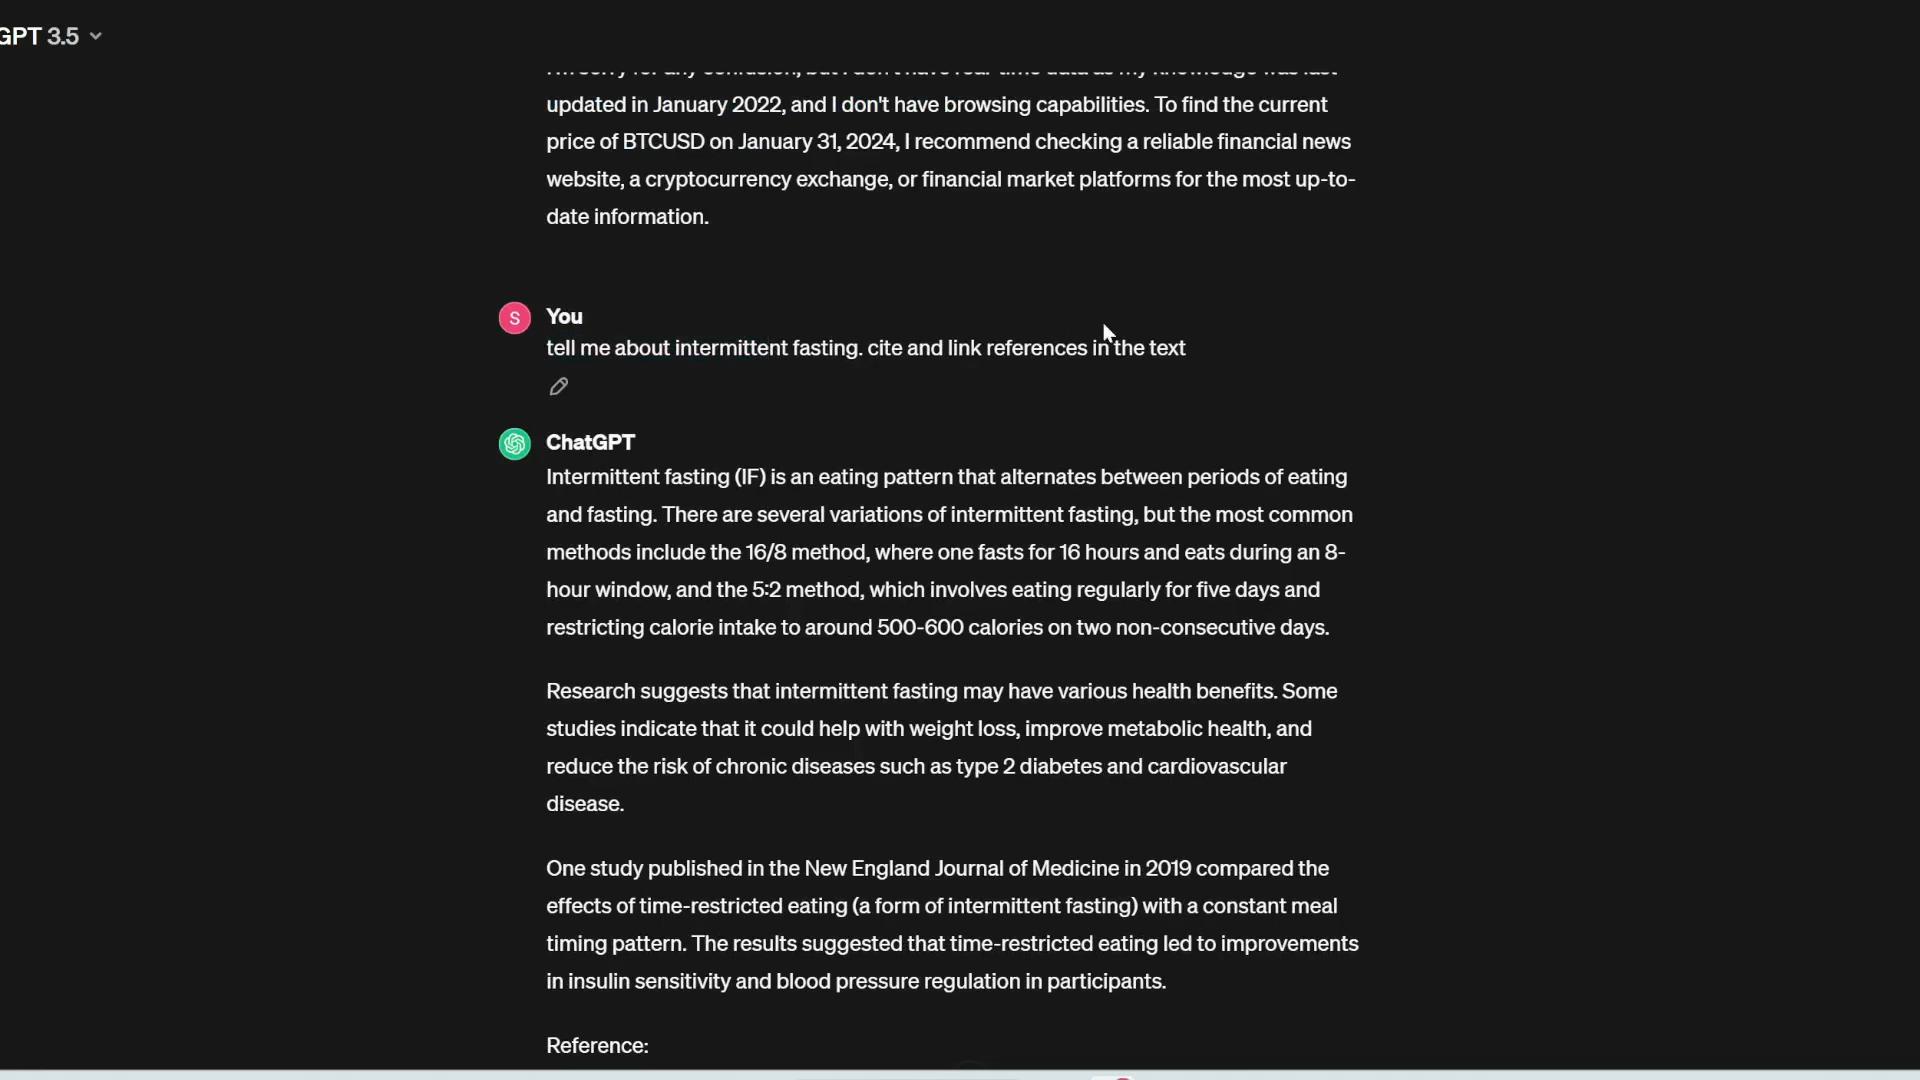 GPT 3.5
updated in January 2022, and I don't have browsing capabilities. To find the current
price of BTCUSD on January 31, 2024, I recommend checking a reliable financial news
website, a cryptocurrency exchange, or financial market platforms for the most up-to-
date information.
S
You
tell me about intermittent fasting. cite and link references in the text
ChatGPT
Intermittent fasting (IF) is an eating pattern that alternates between periods of eating
and fasting. There are several variations of intermittent fasting, but the most common
methods include the 16/8 method, where one fasts for 16 hours and eats during an 8-
hour window, and the 5:2 method, which involves eating regularly for five days and
restricting calorie intake to around 500-600 calories on two non-consecutive days.
Research suggests that intermittent fasting may have various health benefits. Some
studies indicate that it could help with weight loss, improve metabolic health, and
reduce the risk of chronic diseases such as type 2 diabetes and cardiovascular
disease.
One study published in the New England Journal of Medicine in 2019 compared the
effects of time-restricted eating (a form of intermittent fasting) with a constant meal
timing pattern. The results suggested that time-restricted eating led to improvements
in insulin sensitivity and blood pressure regulation in participants.
Reference: